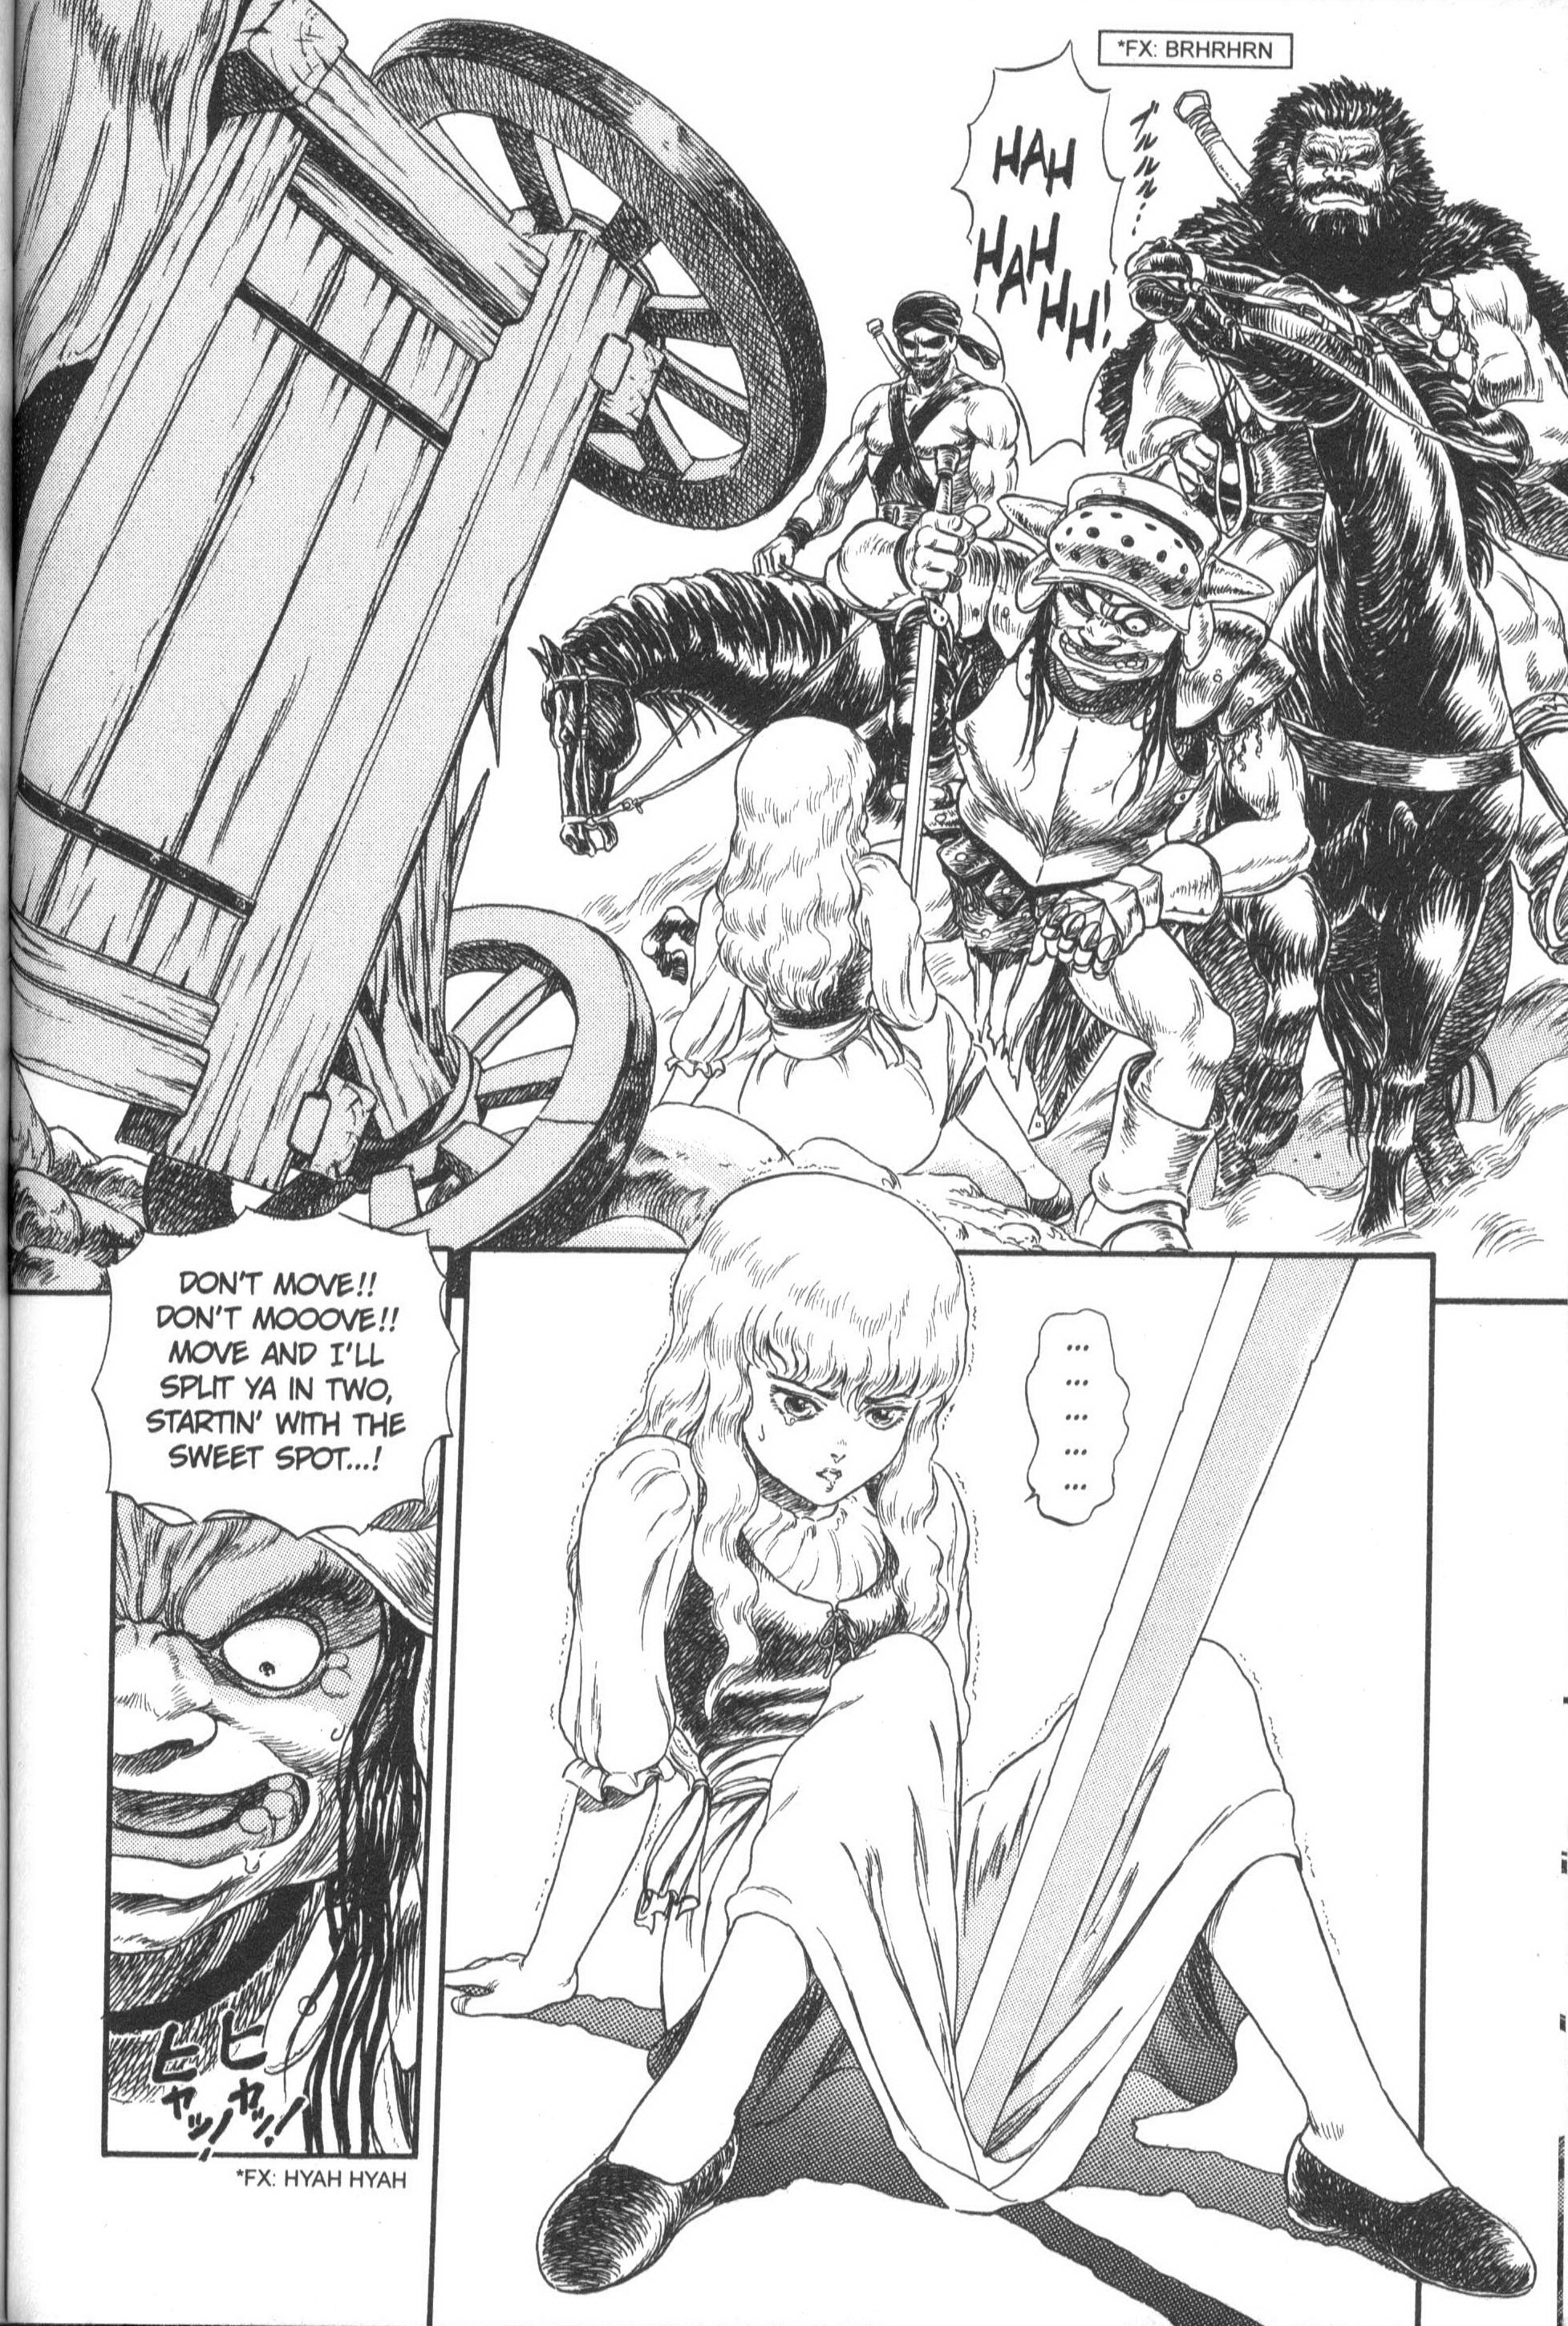 *FX: BRHRHRN
ブルルル…
HAH
HAH
HAHH!
DON'T MOVE!!
DON'T MOOOVE!!
MOVE AND I'LL
SPLIT YA IN TWO,
STARTIN' WITH THE
SWEET SPOT...!
...
...
...
...
...
ヒャッ!
ヒャッ!!
*FX: HYAH HYAH